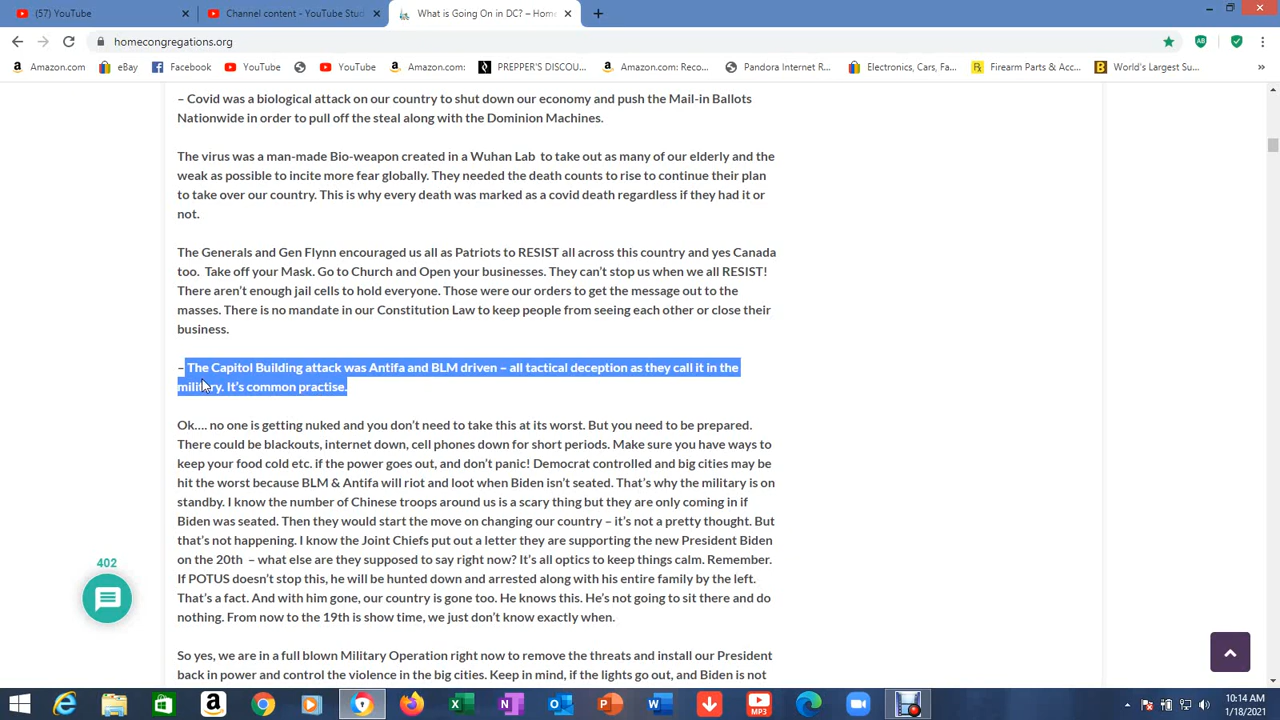 (57) YouTube
Channel content - YouTube Stud
What is Going On in DC? – Home
homecongregations.org
Amazon.com
eBay
Facebook
YouTube
YouTube
Amazon.com:
PREPPER'S DISCOU...
Amazon.com: Reco...
Pandora Internet R...
Electronics, Cars, Fa...
Firearm Parts & Acc...
World's Largest Su...
– Covid was a biological attack on our country to shut down our economy and push the Mail-in Ballots
Nationwide in order to pull off the steal along with the Dominion Machines.
The virus was a man-made Bio-weapon created in a Wuhan Lab to take out as many of our elderly and the
weak as possible to incite more fear globally. They needed the death counts to rise to continue their plan
to take over our country. This is why every death was marked as a covid death regardless if they had it or
not.
The Generals and Gen Flynn encouraged us all as Patriots to RESIST all across this country and yes Canada
too. Take off your Mask. Go to Church and Open your businesses. They can't stop us when we all RESIST!
There aren't enough jail cells to hold everyone. Those were our orders to get the message out to the
masses. There is no mandate in our Constitution Law to keep people from seeing each other or close their
business.
– The Capitol Building attack was Antifa and BLM driven – all tactical deception as they call it in the
military. It's common practise.
Ok…. no one is getting nuked and you don't need to take this at its worst. But you need to be prepared.
There could be blackouts, internet down, cell phones down for short periods. Make sure you have ways to
keep your food cold etc. if the power goes out, and don't panic! Democrat controlled and big cities may be
hit the worst because BLM & Antifa will riot and loot when Biden isn't seated. That's why the military is on
standby. I know the number of Chinese troops around us is a scary thing but they are only coming in if
Biden was seated. Then they would start the move on changing our country – it's not a pretty thought. But
that's not happening. I know the Joint Chiefs put out a letter they are supporting the new President Biden
on the 20th – what else are they supposed to say right now? It's all optics to keep things calm. Remember.
If POTUS doesn't stop this, he will be hunted down and arrested along with his entire family by the left.
That's a fact. And with him gone, our country is gone too. He knows this. He's not going to sit there and do
nothing. From now to the 19th is show time, we just don't know exactly when.
So yes, we are in a full blown Military Operation right now to remove the threats and install our President
back in power and control the violence in the big cities. Keep in mind, if the lights go out, and Biden is not
402
MP3
10:14 AM
1/18/2021